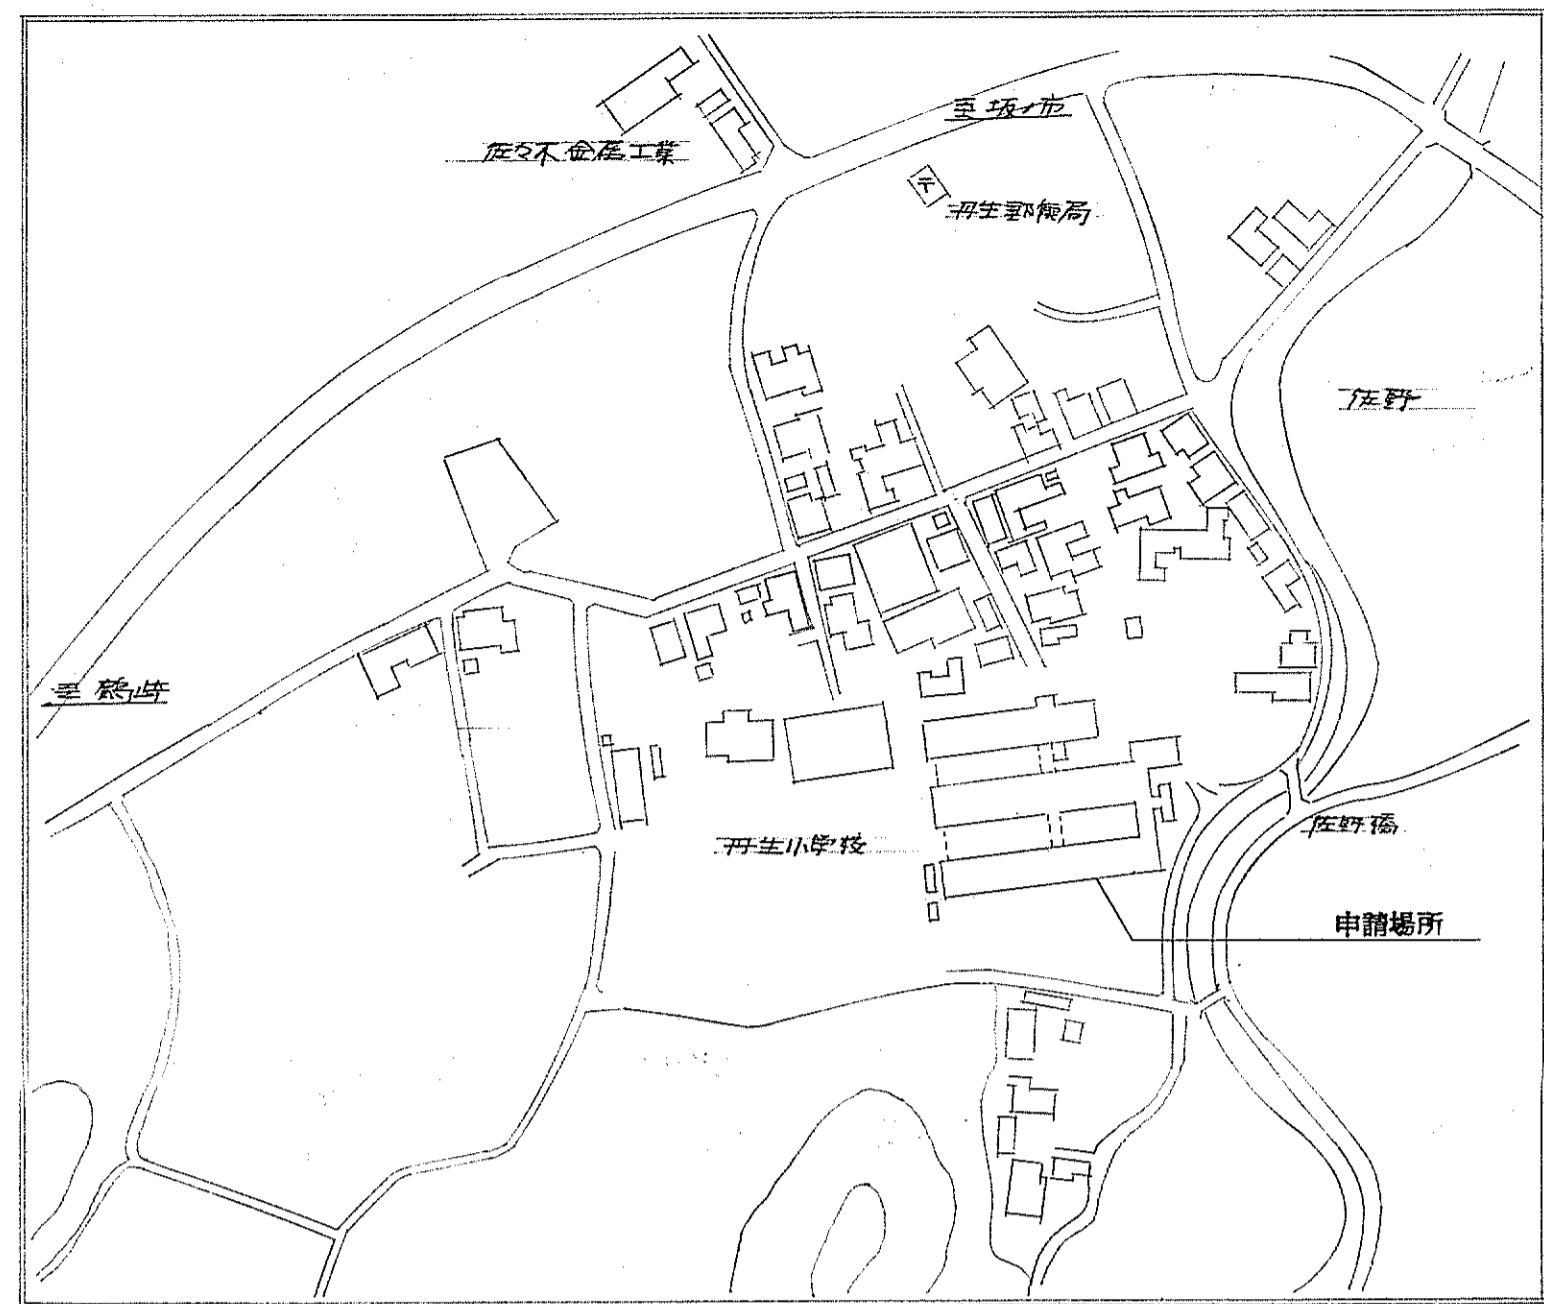 至坂ノ市
佐々木金属工業
〒
丹生郵便局
佐野
至鶴崎
佐野橋
丹生小学校
申請場所